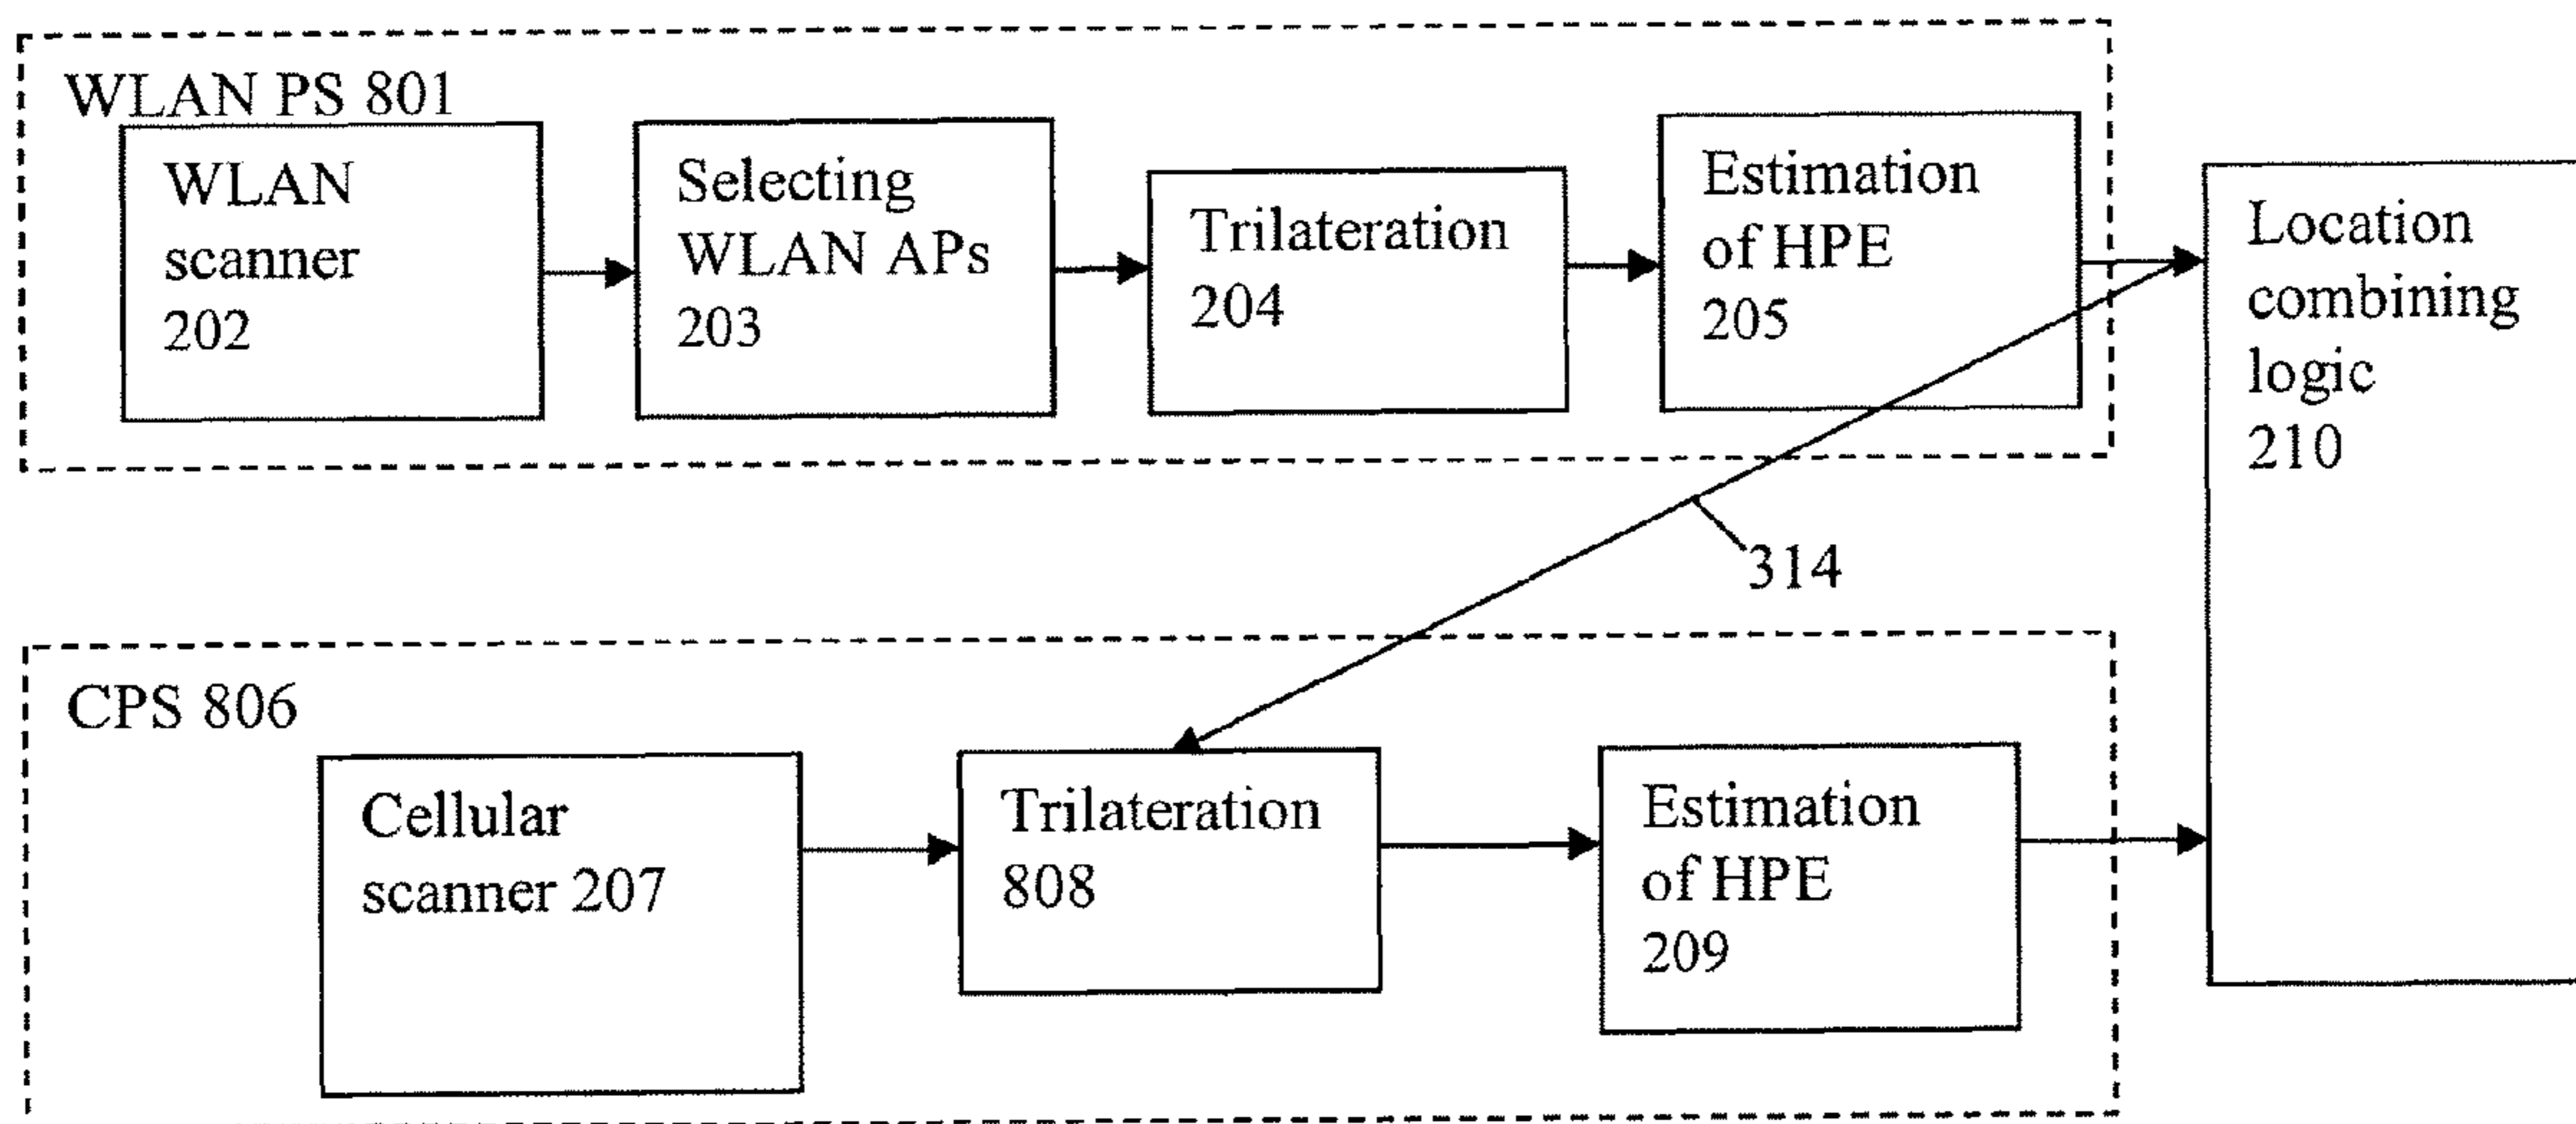 WLAN PS 801
WLAN
scanner
202
Selecting
WLAN APs
203
Trilateration
204
Estimation
of HPE
205
Location
combining
logic
210
314
CPS 806
Cellular
scanner 207
Trilateration
808
Estimation
of HPE
209